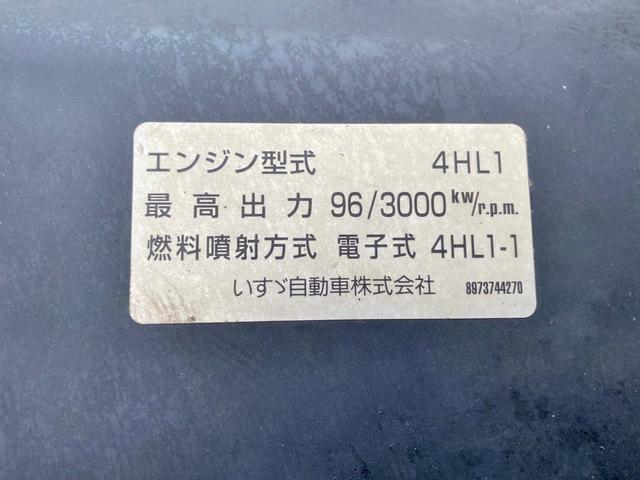 エンジン型式 4HL1
最高出力 96/3000 kw/r.p.m.
燃料噴射方式 電子式 4HL1-1
いすゞ自動車株式会社 8973744270